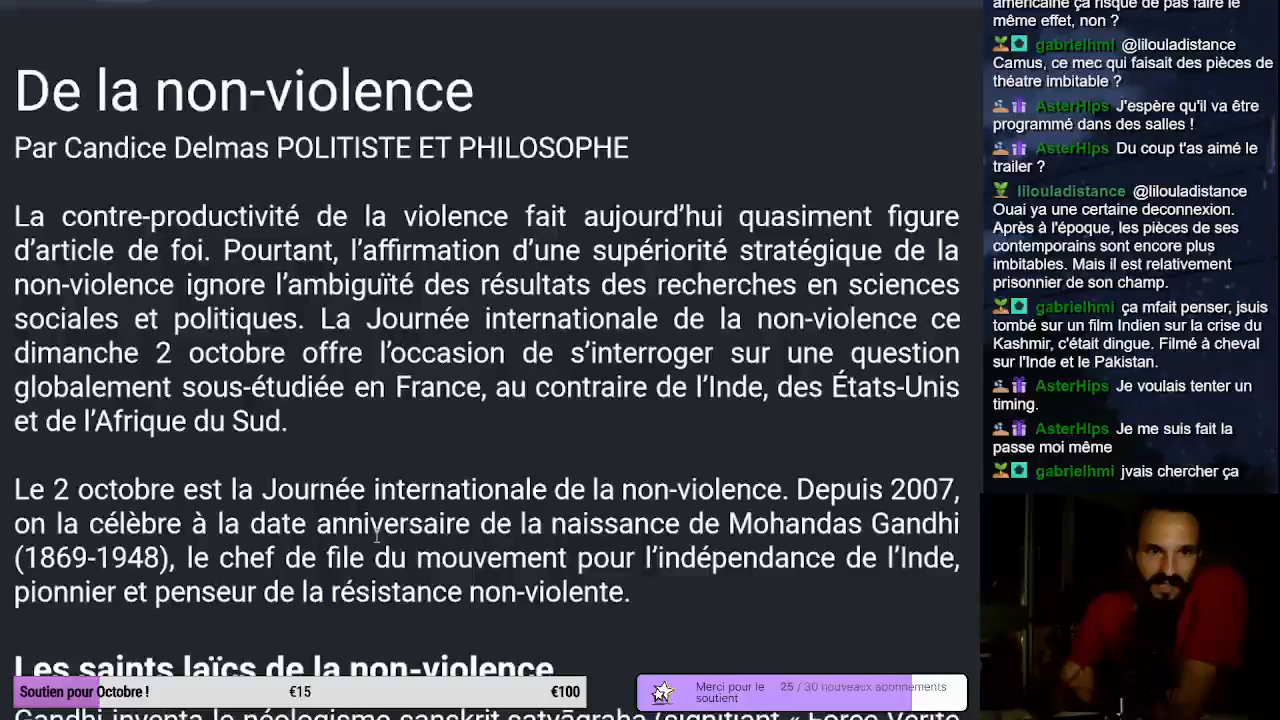 De la non-violence
Par Candice Delmas POLITISTE ET PHILOSOPHE
La contre-productivité de la violence fait aujourd’hui quasiment figure
d’article de foi. Pourtant, l’affirmation d’une supériorité stratégique de la
non-violence ignore l’ambiguïté des résultats des recherches en sciences
sociales et politiques. La Journée internationale de la non-violence ce
dimanche 2 octobre offre l’occasion de s’interroger sur une question
globalement sous-étudiée en France, au contraire de l’Inde, des États-Unis
et de l’Afrique du Sud.
Le 2 octobre est la Journée internationale de la non-violence. Depuis 2007,
on la célèbre à la date anniversaire de la naissance de Mohandas Gandhi
(1869-1948), le chef de file du mouvement pour l’indépendance de l’Inde,
pionnier et penseur de la résistance non-violente.
Les saints laïcs de la non-violence
Gandhi inventa le néologisme sanskrit satyāgraha (signifiant « Force Vérité
Soutien pour Octobre !
€15
€100
Merci pour le
soutient
25 / 30 nouveaux abonnements
américaine ça risque de pas faire le
même effet, non ?
gabrielhmi @lilouladistance
Camus, ce mec qui faisait des pièces de
théatre imbitable ?
AsterHips J'espère qu'il va être
programmé dans des salles !
AsterHips Du coup t'as aimé le
trailer ?
lilouladistance @lilouladistance
Ouai ya une certaine deconnexion.
Après à l'époque, les pièces de ses
contemporains sont encore plus
imbitables. Mais il est relativement
prisonnier de son champ.
gabrielhmi ça mfait penser, jsuis
tombé sur un film Indien sur la crise du
Kashmir, c'était dingue. Filmé à cheval
sur l'Inde et le Pakistan.
AsterHips Je voulais tenter un
timing.
AsterHips Je me suis fait la
passe moi même
gabrielhmi jvais chercher ça